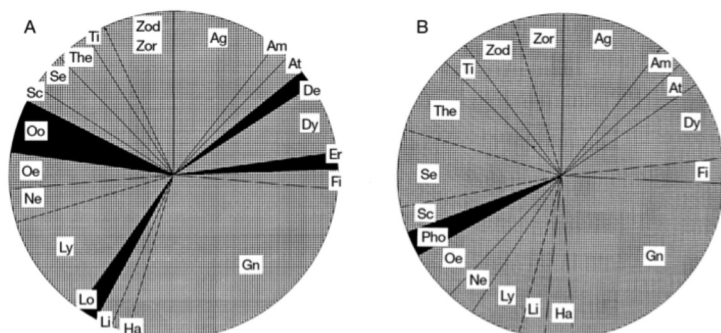 A
Ag
Am
At
De
Dy
Er
Fi
Gn
Ha
Li
Lo
Ly
Ne
Oe
Oo
Sc
Se
The
Ti
Zod
Zor
B
Ag
Am
At
Dy
Fi
Gn
Ha
Li
Ly
Ne
Oe
Pho
Sc
Se
The
Ti
Zod
Zor